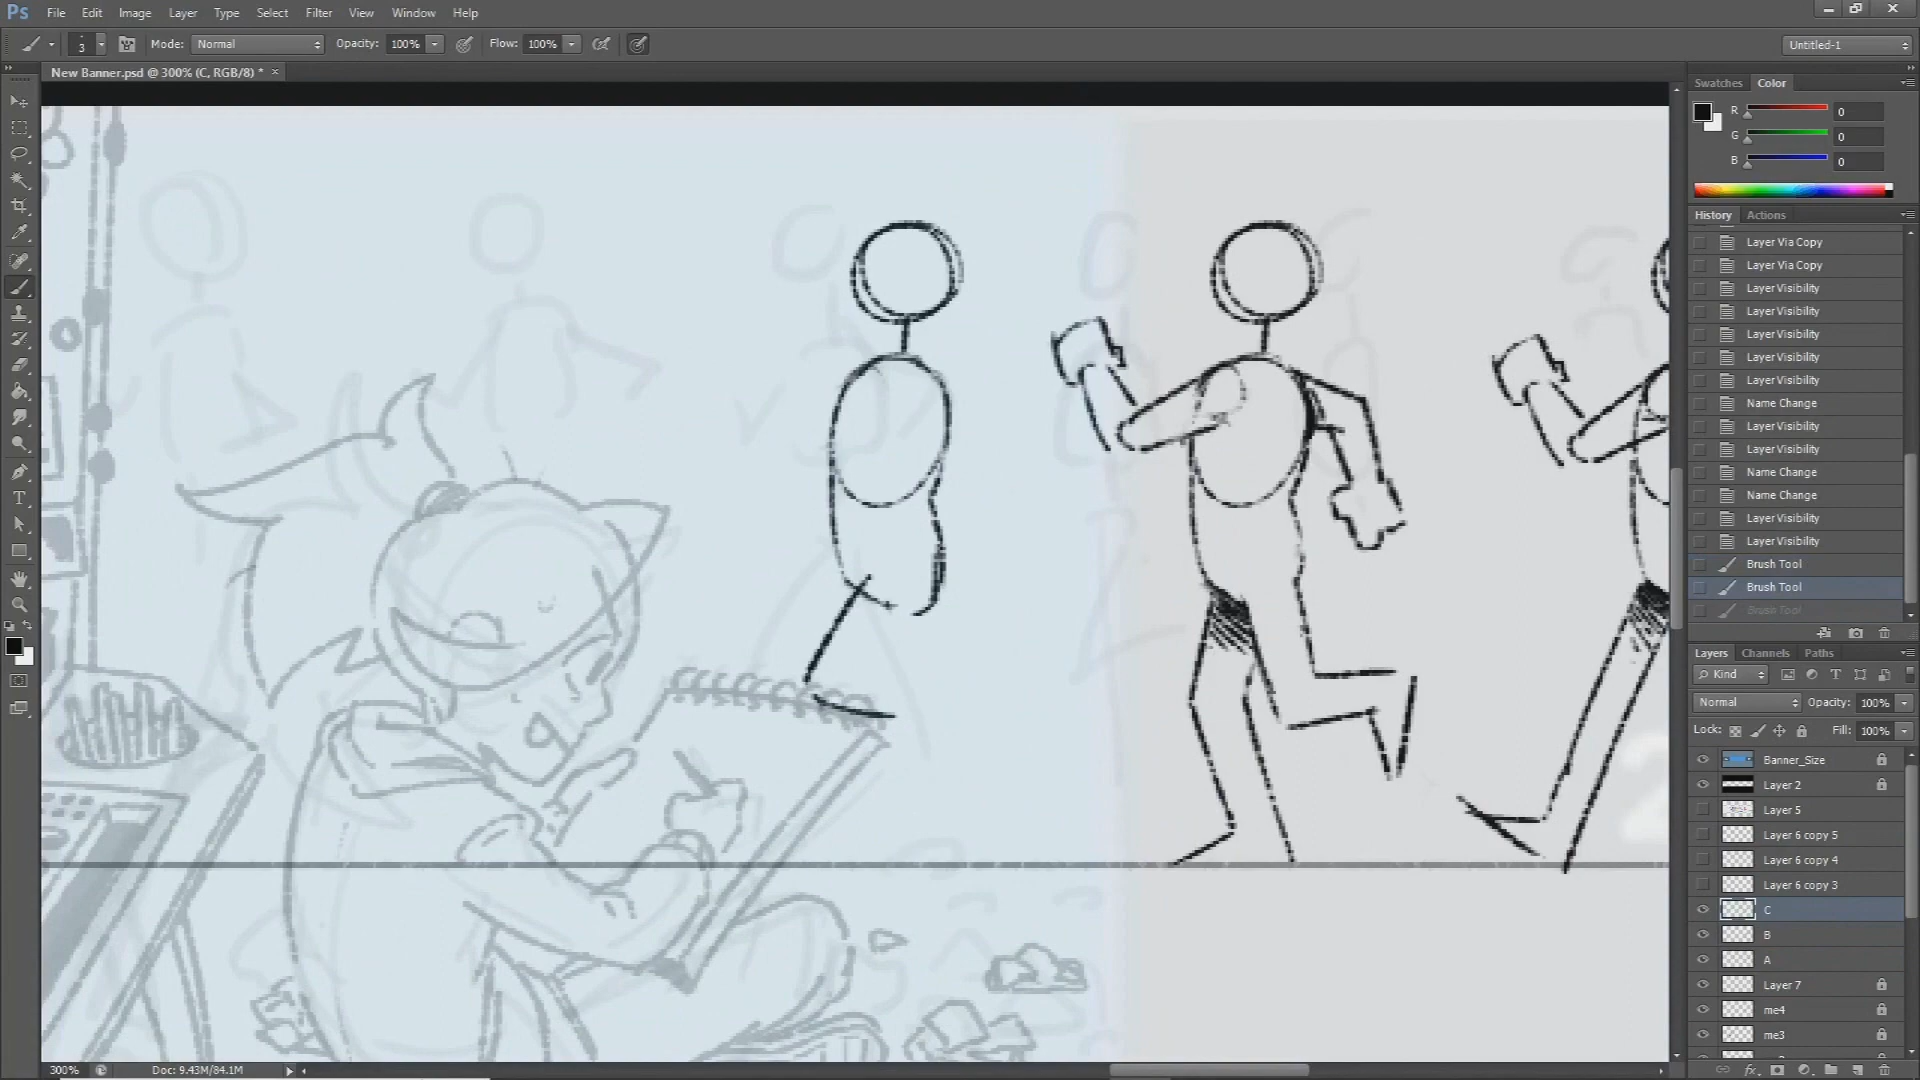 Ps File Edit Image Layer Type Select Filter View Window Help
3 Mode: Normal Opacity: 100% Flow: 100% Untitled-1
New Banner.psd @ 300% (C, RGB/8) * ×
Swatches Color
R 0
G 0
B 0
History Actions
Layer Via Copy
Layer Via Copy
Layer Visibility
Layer Visibility
Layer Visibility
Layer Visibility
Layer Visibility
Name Change
Layer Visibility
Layer Visibility
Name Change
Name Change
Layer Visibility
Layer Visibility
Brush Tool
Brush Tool
Brush Tool
Layers Channels Paths
Kind
Normal Opacity: 100%
Lock: Fill: 100%
Banner_Size
Layer 2
Layer 5
Layer 6 copy 5
Layer 6 copy 4
Layer 6 copy 3
C
B
A
Layer 7
me4
me3
300% Doc: 9.43M/84.1M